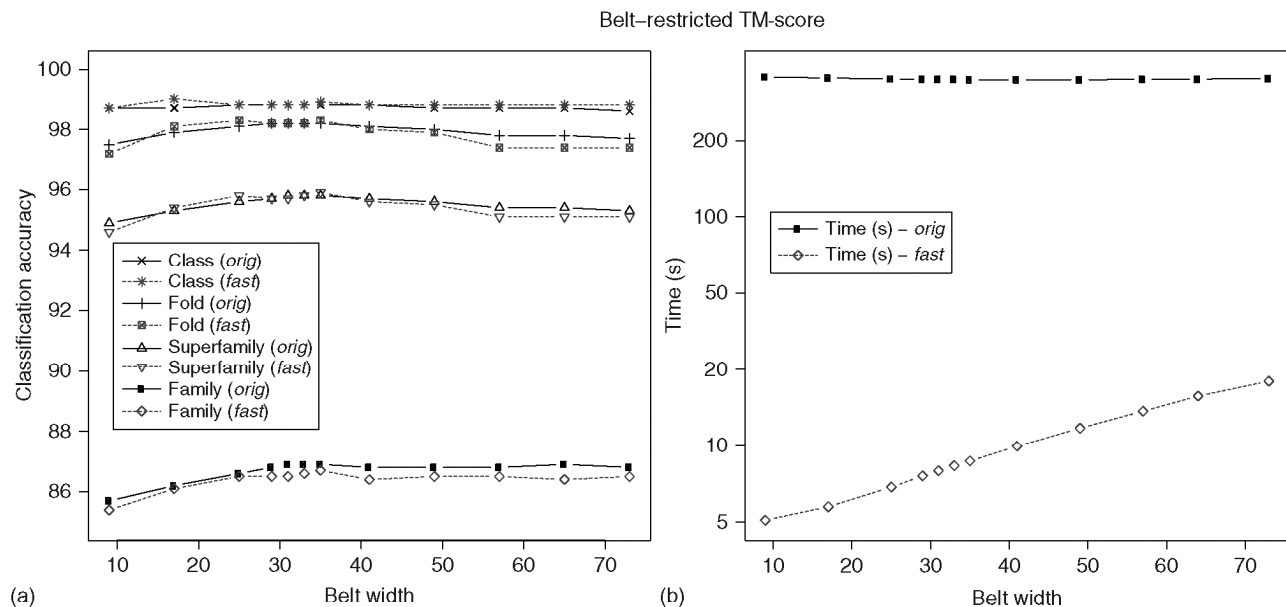 Belt–restricted TM-score
Classification accuracy
100
98
96
94
92
90
88
86
Class (orig)
Class (fast)
Fold (orig)
Fold (fast)
Superfamily (orig)
Superfamily (fast)
Family (orig)
Family (fast)
10 20 30 40 50 60 70
(a) Belt width
Time (s)
200
100
50
20
10
5
Time (s) – orig
Time (s) – fast
10 20 30 40 50 60 70
(b) Belt width